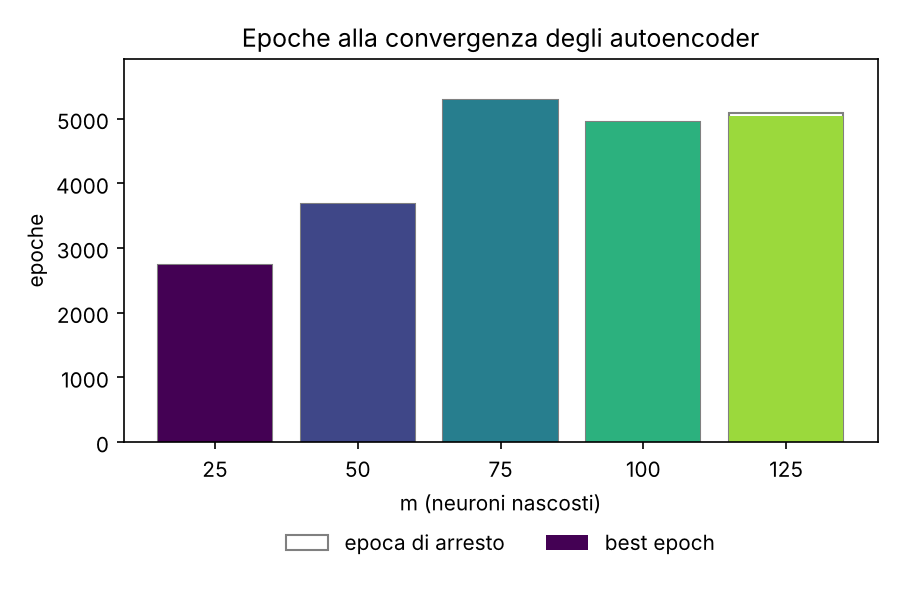 Epoche alla convergenza degli autoencoder
epoche
5000
4000
3000
2000
1000
0
25 50 75 100 125
m (neuroni nascosti)
epoca di arresto best epoch